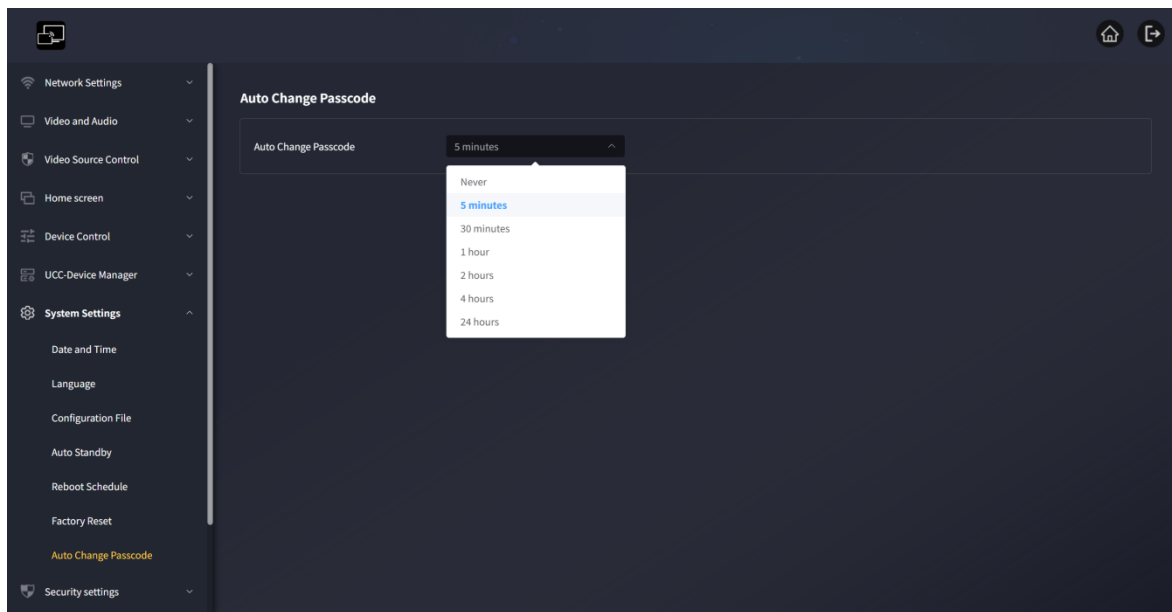 Network Settings
Video and Audio
Video Source Control
Home screen
Device Control
UCC-Device Manager
System Settings
Date and Time
Language
Configuration File
Auto Standby
Reboot Schedule
Factory Reset
Auto Change Passcode
Security settings
Auto Change Passcode
Auto Change Passcode 5 minutes
Never
5 minutes
30 minutes
1 hour
2 hours
4 hours
24 hours